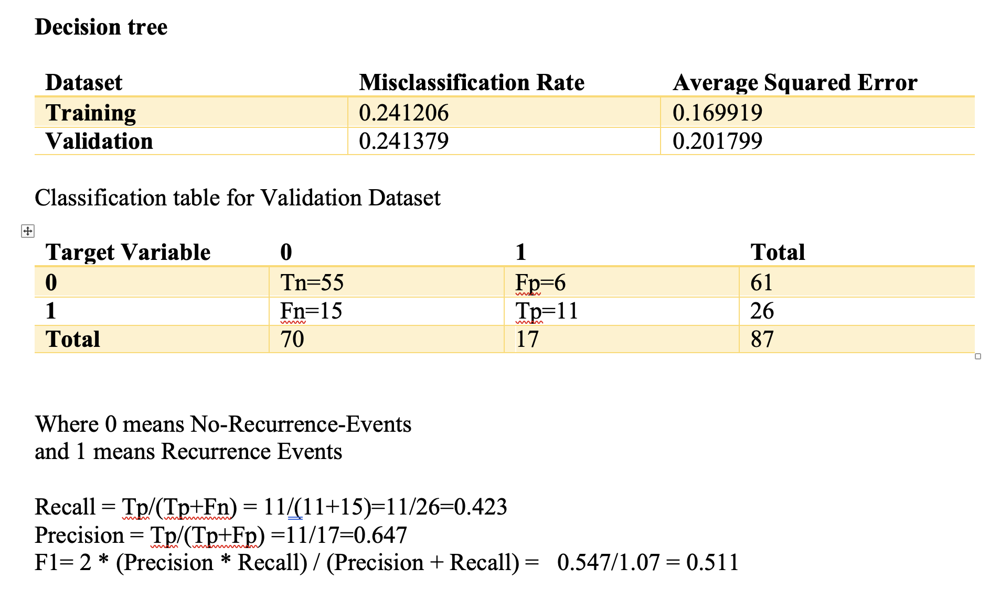 Decision tree
Dataset Misclassification Rate Average Squared Error
Training 0.241206 0.169919
Validation 0.241379 0.201799
Classification table for Validation Dataset
Target Variable 0 1 Total
0 Tn=55 Fp=6 61
1 Fn=15 Tp=11 26
Total 70 17 87
Where 0 means No-Recurrence-Events
and 1 means Recurrence Events
Recall = Tp/(Tp+Fn) = 11/(11+15)=11/26=0.423
Precision = Tp/(Tp+Fp) =11/17=0.647
F1= 2 * (Precision * Recall) / (Precision + Recall) = 0.547/1.07 = 0.511